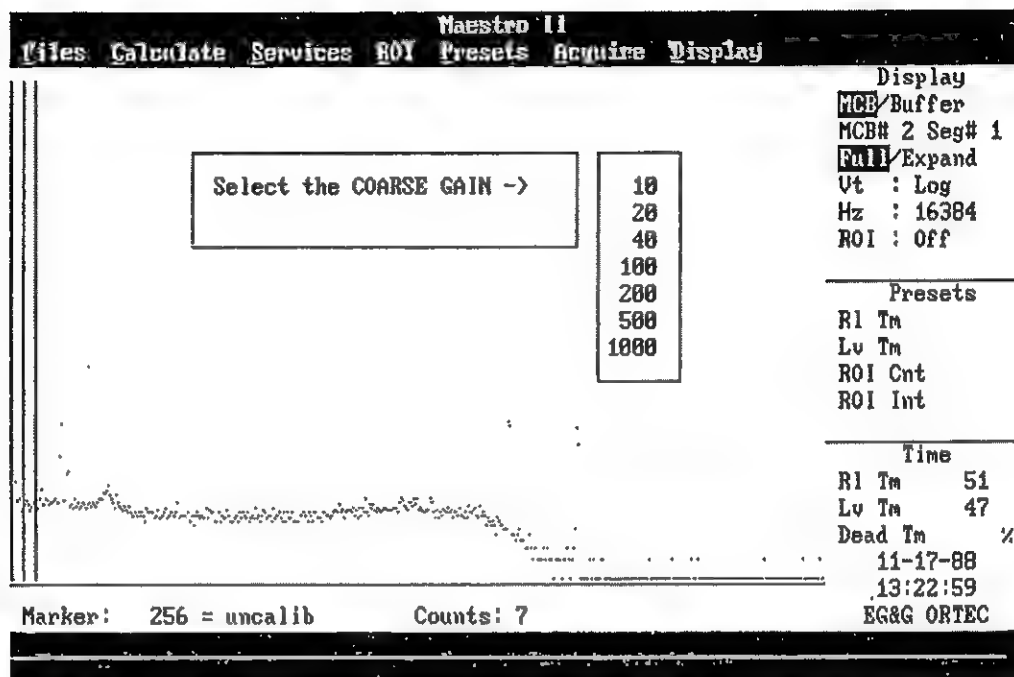 Maestro II
Files Calculate Services ROI Presets Acquire Display
Select the COARSE GAIN ->
10
20
40
100
200
500
1000
Display
MCB/Buffer
MCB# 2 Seg# 1
Full/Expand
Vt : Log
Hz : 16384
ROI : Off
Presets
Rl Tm
Lv Tm
ROI Cnt
ROI Int
Time
Rl Tm 51
Lv Tm 47
Dead Tm %
11-17-88
13:22:59
EG&G ORTEC
Marker: 256 = uncalib Counts: 7